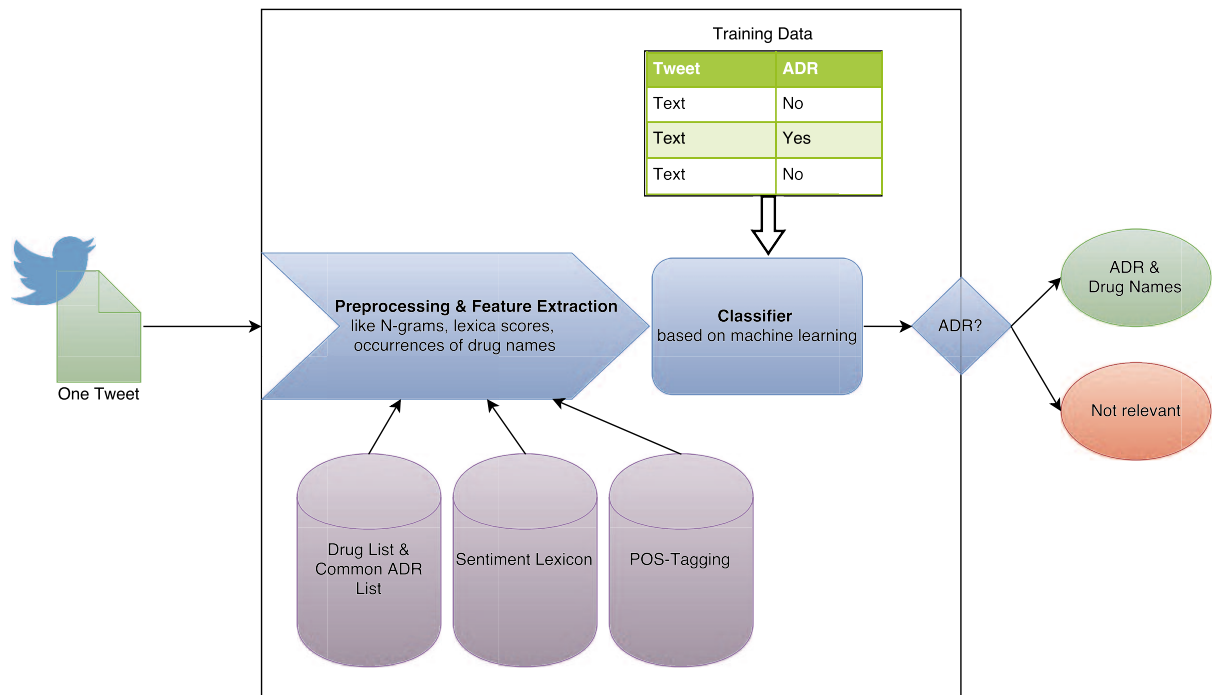 Training Data
Tweet ADR
Text No
Text Yes
Text No
One Tweet
Preprocessing & Feature Extraction
like N-grams, lexica scores,
occurrences of drug names
Classifier
based on machine learning
ADR?
ADR &
Drug Names
Not relevant
Drug List &
Common ADR
List
Sentiment Lexicon
POS-Tagging